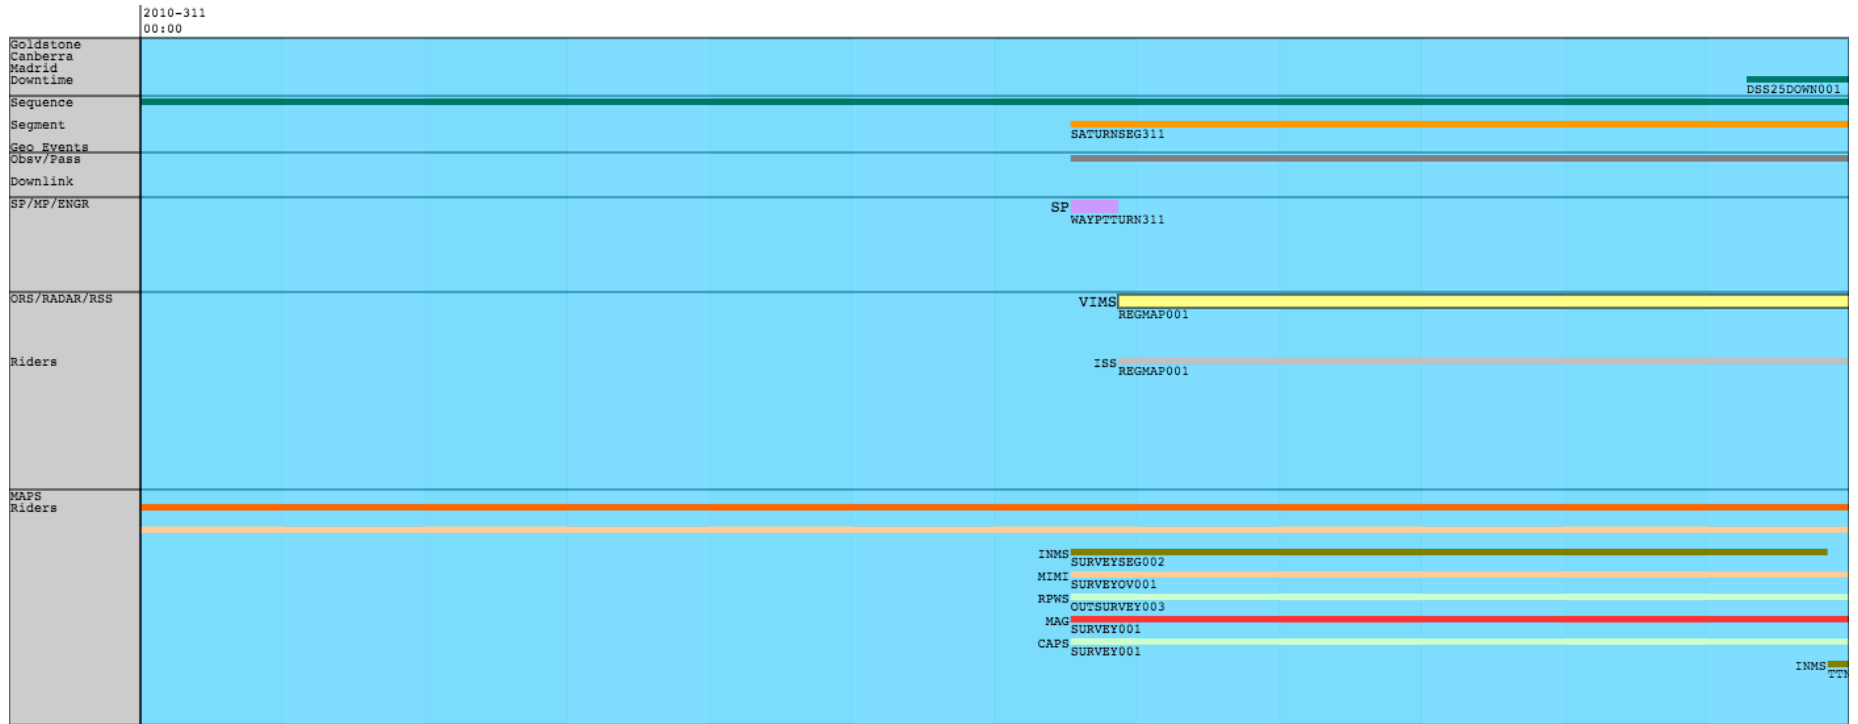 2010-311
00:00
Goldstone
Canberra
Madrid
Downtime
DSS25DOWN001
Sequence
Segment
SATURNSEG311
Geo Events
Obsv/Pass
Downlink
SP/MP/ENGR
SP
WAYPTTURN311
ORS/RADAR/RSS
VIMS
REGMAP001
Riders
ISS
REGMAP001
MAPS
Riders
INMS
SURVEYSEG002
MIMI
SURVEYOV001
RPWS
OUTSURVEY003
MAG
SURVEY001
CAPS
SURVEY001
INMS
TTN